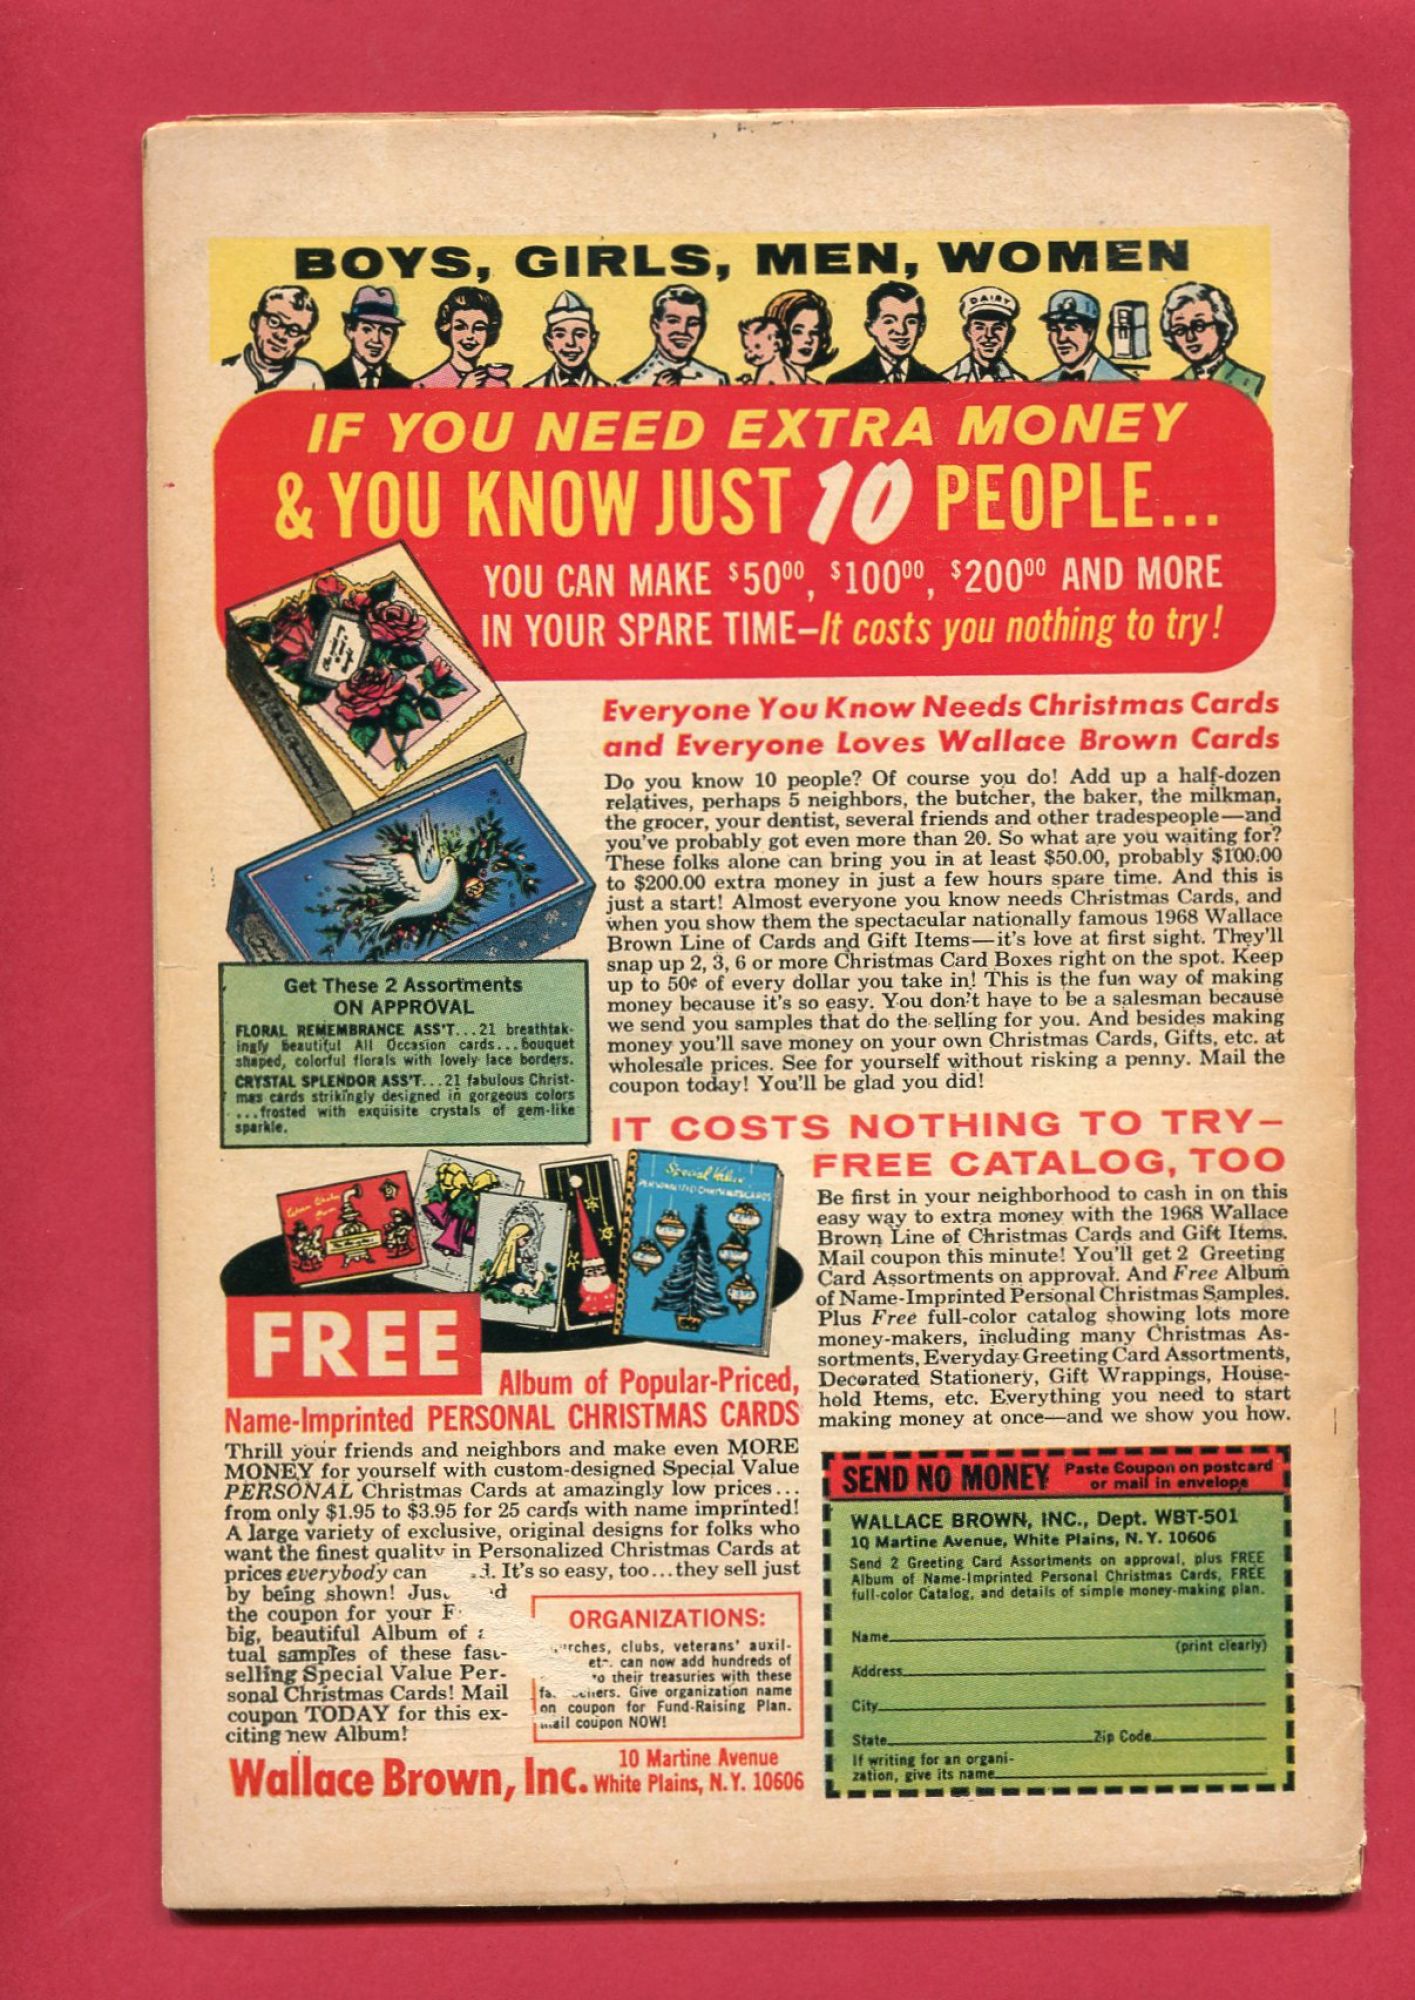 BOYS, GIRLS, MEN, WOMEN
DAIRY
IF YOU NEED EXTRA MONEY
& YOU KNOW JUST 10 PEOPLE...
YOU CAN MAKE $5000, $10000, $20000 AND MORE
IN YOUR SPARE TIME—It costs you nothing to try!
Everyone You Know Needs Christmas Cards
and Everyone Loves Wallace Brown Cards
Do you know 10 people? Of course you do! Add up a half-dozen
relatives, perhaps 5 neighbors, the butcher, the baker, the milkman,
the grocer, your dentist, several friends and other tradespeople—and
you've probably got even more than 20. So what are you waiting for?
These folks alone can bring you in at least $50.00, probably $100.00
to $200.00 extra money in just a few hours spare time. And this is
just a start! Almost everyone you know needs Christmas Cards, and
when you show them the spectacular nationally famous 1968 Wallace
Brown Line of Cards and Gift Items—it's love at first sight. They'll
snap up 2, 3, 6 or more Christmas Card Boxes right on the spot. Keep
up to 50¢ of every dollar you take in! This is the fun way of making
money because it's so easy. You don't have to be a salesman because
we send you samples that do the selling for you. And besides making
money you'll save money on your own Christmas Cards, Gifts, etc. at
wholesale prices. See for yourself without risking a penny. Mail the
coupon today! You'll be glad you did!
Get These 2 Assortments
ON APPROVAL
FLORAL REMEMBRANCE ASS'T...21 breathtak-
ingly beautiful All Occasion cards...bouquet
shaped, colorful florals with lovely lace borders.
CRYSTAL SPLENDOR ASS'T...21 fabulous Christ-
mas cards strikingly designed in gorgeous colors
...frosted with exquisite crystals of gem-like
sparkle.
IT COSTS NOTHING TO TRY—
FREE CATALOG, TOO
Be first in your neighborhood to cash in on this
easy way to extra money with the 1968 Wallace
Brown Line of Christmas Cards and Gift Items.
Mail coupon this minute! You'll get 2 Greeting
Card Assortments on approval. And Free Album
of Name-Imprinted Personal Christmas Samples.
Plus Free full-color catalog showing lots more
money-makers, including many Christmas As-
sortments, Everyday Greeting Card Assortments,
Decorated Stationery, Gift Wrappings, House-
hold Items, etc. Everything you need to start
making money at once—and we show you how.
Special Value
PERSONALIZED CHRISTMAS CARDS
FREE
Album of Popular-Priced,
Name-Imprinted PERSONAL CHRISTMAS CARDS
Thrill your friends and neighbors and make even MORE
MONEY for yourself with custom-designed Special Value
PERSONAL Christmas Cards at amazingly low prices...
from only $1.95 to $3.95 for 25 cards with name imprinted!
A large variety of exclusive, original designs for folks who
want the finest quality in Personalized Christmas Cards at
prices everybody can It's so easy, too...they sell just
by being shown!
the coupon for your
big, beautiful Album of
tual samples of these fast-
selling Special Value Per-
sonal Christmas Cards! Mail
coupon TODAY for this ex-
citing new Album!
ORGANIZATIONS:
clubs, veterans' auxil-
can now add hundreds of
their treasuries with these
Give organization name
on coupon for Fund-Raising Plan.
coupon NOW!
Wallace Brown, Inc.
10 Martine Avenue
White Plains, N.Y. 10606
SEND NO MONEY Paste Coupon on postcard
or mail in envelope
WALLACE BROWN, INC., Dept. WBT-501
10 Martine Avenue, White Plains, N.Y. 10606
Send 2 Greeting Card Assortments on approval, plus FREE
Album of Name-Imprinted Personal Christmas Cards, FREE
full-color Catalog, and details of simple money-making plan.
Name
(print clearly)
Address
City
State Zip Code
If writing for an organi-
zation, give its name